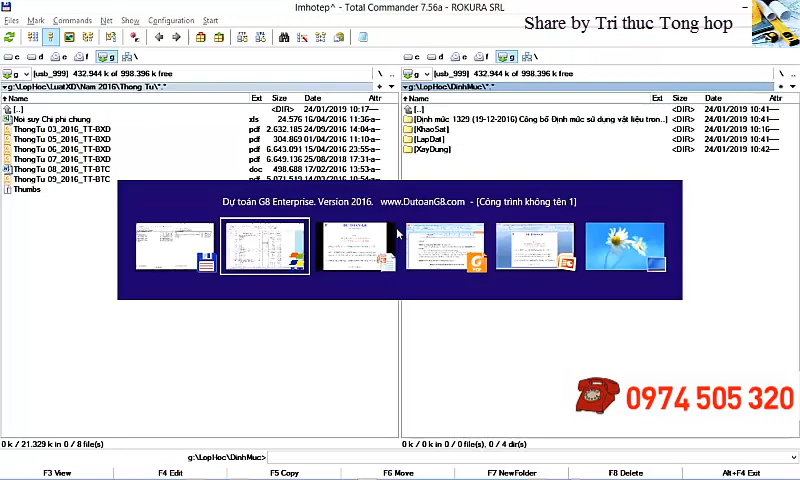 Imhotep^ - Total Commander 7.56a - ROKURA SRL
Files Mark Commands Net Show Configuration Start
Share by Tri thuc Tong hop
c d e f g \
c d e f g \
g [usb_999] 432.944 k of 998.396 k free \ ..
g [usb_999] 432.944 k of 998.396 k free \ ..
g:\LopHoc\LuatXD\Nam 2016\Thong Tu\*.*
g:\LopHoc\DinhMuc\*.*
Name Ext Size Date Attr
[..] <DIR> 24/01/2019 10:17----
Noi suy Chi phi chung xls 24.576 16/04/2016 11:36-a--
ThongTu 03_2016_TT-BXD pdf 2.632.185 24/09/2016 14:04-a--
ThongTu 05_2016_TT-BXD pdf 304.869 01/04/2016 11:10-a--
ThongTu 06_2016_TT-BXD pdf 6.643.091 15/04/2016 23:55-a--
ThongTu 07_2016_TT-BXD pdf 6.649.136 25/08/2018 17:31-a--
ThongTu 08_2016_TT-BTC doc 498.688 17/02/2016 13:53-a--
ThongTu 09_2016_TT-BTC pdf 5.071.519 14/03/2016
Thumbs
Name Ext Size Date Attr
[..] <DIR> 24/01/2019 10:41----
[Định mức 1329 (19-12-2016) Công bố Định mức sử dụng vật liệu tron..] <DIR> 24/01/2019 10:41----
[KhaoSat] <DIR> 24/01/2019 10:16----
[LapDat] <DIR> 24/01/2019 10:41----
[XayDung] <DIR> 24/01/2019 10:42----
Dự toán G8 Enterprise. Version 2016. www.DutoanG8.com - [Công trình không tên 1]
0974 505 320
0 k / 21.329 k in 0 / 8 file(s)
0 k / 0 k in 0 / 0 file(s), 0 / 4 dir(s)
g:\LopHoc\DinhMuc>
F3 View F4 Edit F5 Copy F6 Move F7 NewFolder F8 Delete Alt+F4 Exit